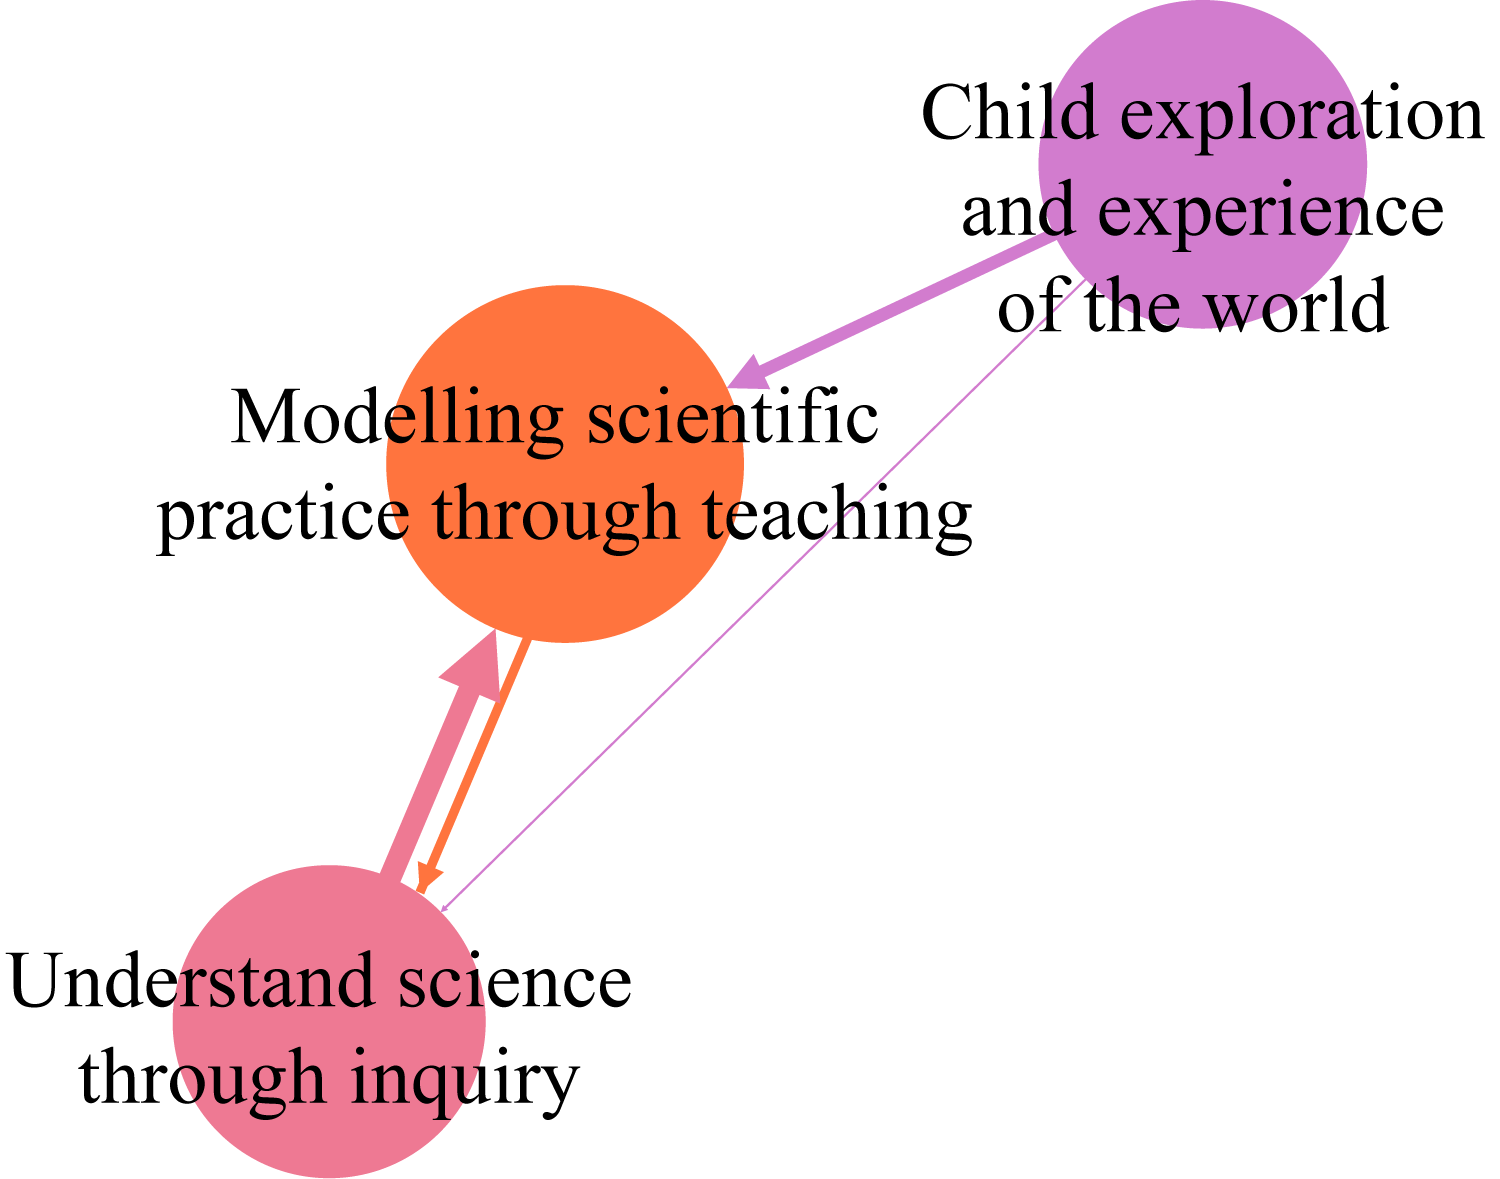 Child exploration
and experience
of the world
Modelling scientific
practice through teaching
Understand science
through inquiry